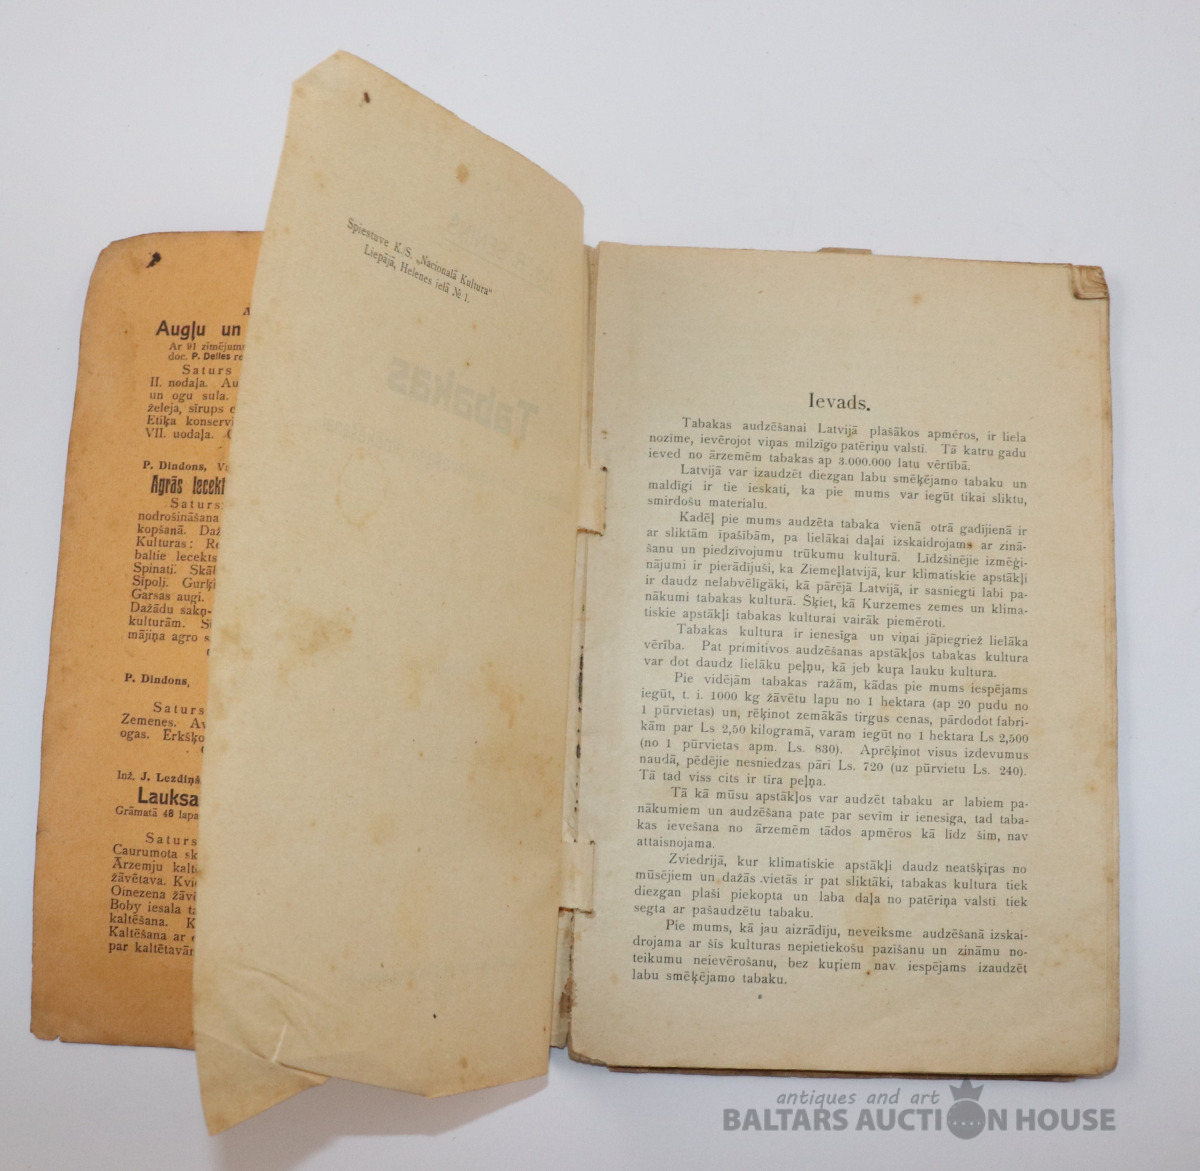 Augļu un
Ar 91 zīmējumu
doc. P. Delles re
Saturs
II. nodaļa. Au
un ogu sula.
želeja, sīrups
Etiķa konservi
VII. uodaļa.
P. Dindons,
Agrās lecekt
Saturs:
nodrošināšana
kopšanā. Daž
Kulturas: Re
baltie lecekts
Spinati. Skāb
Sīpoli. Gurķi
Garsas augi.
Dažādu sakņ-
kulturām.
mājiņa agro s
P. Dindons,
Saturs
Zemenes. Av
ogas. Erkšķo
Inž. J. Lezdiņš
Lauksa
Grāmatā 48 lapa
Saturs
Caurumota sk
Ārzemju kalt
žāvētava. Kvie
Oinezena žāvi
Boby iesala ta
kaltēšana. K
Kaltēšana ar
par kaltētavām
Spiestuve K/S. „Nacionalā Kultura“
Liepājā, Helenes ielā № 1.
Tabakas
Ievads.
Tabakas audzēšanai Latvijā plašākos apmēros, ir liela
nozīme, ievērojot viņas milzīgo patēriņu valstī. Tā katru gadu
ieved no ārzemēm tabakas ap 3.000.000 latu vērtībā.
Latvijā var izaudzēt diezgan labu smēķējamo tabaku un
maldīgi ir tie ieskati, ka pie mums var iegūt tikai sliktu,
smirdošu materialu.
Kadēļ pie mums audzēta tabaka vienā otrā gadījienā ir
ar sliktām īpašībām, pa lielākai daļai izskaidrojams ar zinā-
šanu un piedzīvojumu trūkumu kulturā. Līdzšinējie izmēģi-
nājumi ir pierādījuši, ka Ziemeļlatvijā, kur klimatiskie apstākļi
ir daudz nelabvēlīgāki, kā pārējā Latvijā, ir sasniegti labi pa-
nākumi tabakas kulturā. Šķiet, kā Kurzemes zemes un klima-
tiskie apstākļi tabakas kulturai vairāk piemēroti.
Tabakas kultura ir ienesīga un viņai jāpiegriež lielāka
vērība. Pat primitīvos audzēšanas apstākļos tabakas kultura
var dot daudz lielāku peļņu, kā jeb kuŗa lauku kultura.
Pie vidējām tabakas ražām, kādas pie mums iespējams
iegūt, t. i. 1000 kg žāvētu lapu no 1 hektara (ap 20 pudu no
1 pūrvietas) un, rēķinot zemākās tirgus cenas, pārdodot fabri-
kām par Ls 2,50 kilogramā, varam iegūt no 1 hektara Ls 2,500
(no 1 pūrvietas apm. Ls. 830). Aprēķinot visus izdevumus
naudā, pēdējie nesniedzas pāri Ls. 720 (uz pūrvietu Ls. 240).
Tā tad viss cits ir tīra peļņa.
Tā kā mūsu apstākļos var audzēt tabaku ar labiem pa-
nākumiem un audzēšana pate par sevīm ir ienesīga, tad taba-
kas ievešana no ārzemēm tādos apmēros kā līdz šim, nav
attaisnojama.
Zviedrijā, kur klimatiskie apstākļi daudz neatšķiŗas no
mūsējiem un dažās vietās ir pat sliktāki, tabakas kultura tiek
diezgan plaši piekopta un laba daļa no patēriņa valstī tiek
segta ar pašaudzētu tabaku.
Pie mums, kā jau aizrādīju, neveiksme audzēšanā izskai-
drojama ar šīs kulturas nepietiekošu pazīšanu un zināmu no-
teikumu neievērošanu, bez kuŗiem nav iespējams izaudzēt
labu smēķējamo tabaku.
antiques and art
BALTARS AUCTION HOUSE